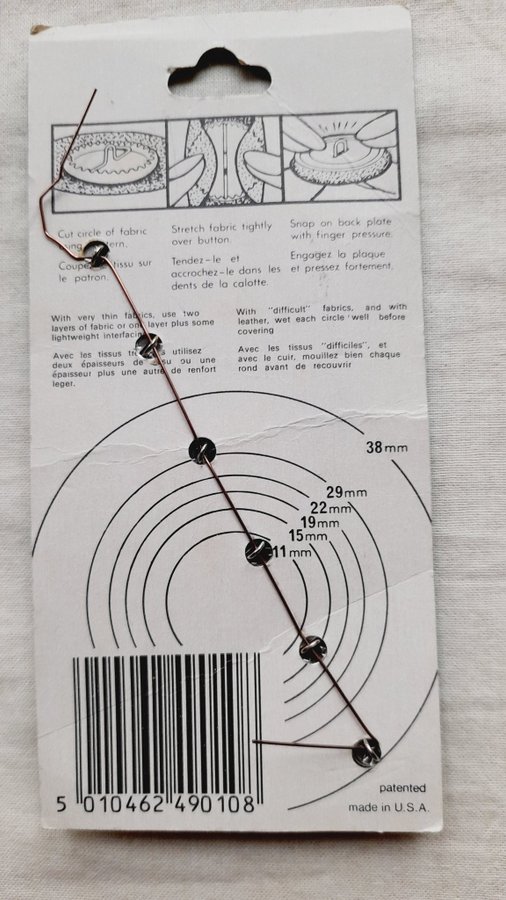 Cut circle of fabric
Stretch fabric tightly
over button.
Snap on back plate
with finger pressure.
tissu sur
le patron.
Tendez-le et
accrochez-le dans les
dents de la calotte.
Engagez la plaque
et pressez fortement.
With very thin fabrics, use two
layers of fabric or one layer plus some
lightweight interfacing
With "difficult" fabrics, and with
leather, wet each circle well before
covering
Avec les tissus utilisez
deux épaisseurs de ou une
épaisseur plus une autre de renfort
leger.
Avec les tissus "difficiles", et
avec le cuir, mouillez bien chaque
rond avant de recouvrir
38mm
29mm
22mm
19mm
15mm
11mm
5 010462 490108
patented
made in U.S.A.